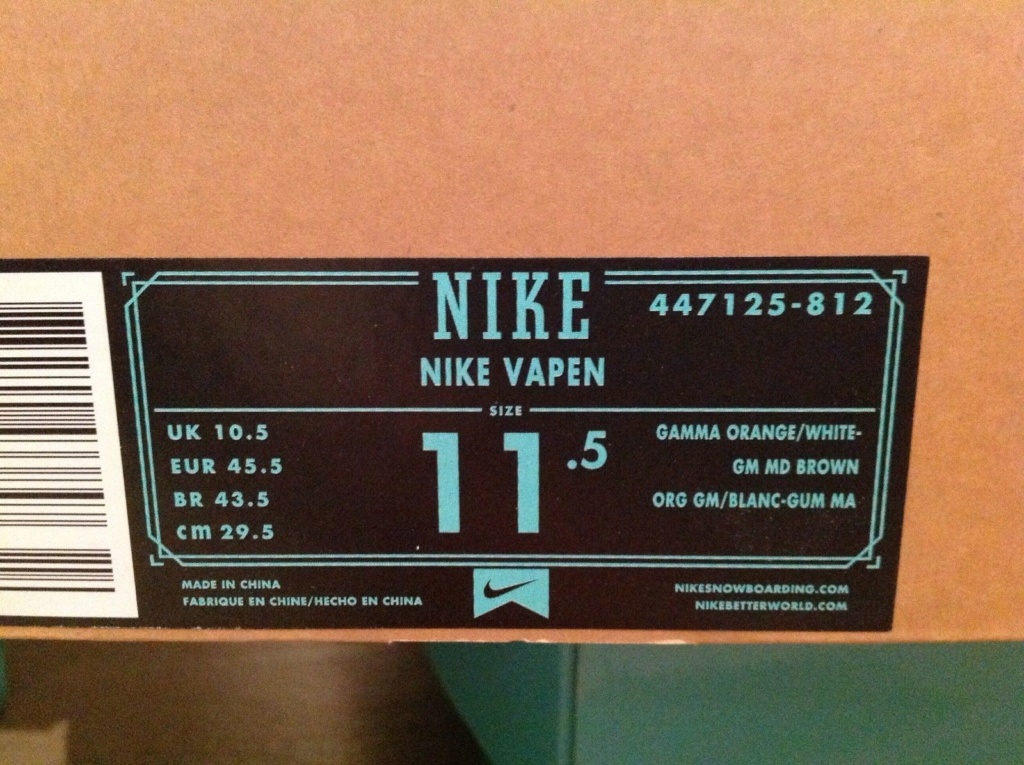 NIKE
447125-812
NIKE VAPEN
SIZE
UK 10.5
EUR 45.5
BR 43.5
cm 29.5
11.5
GAMMA ORANGE/WHITE-
GM MD BROWN
ORG GM/BLANC-GUM MA
MADE IN CHINA
FABRIQUE EN CHINE/HECHO EN CHINA
NIKESNOWBOARDING.COM
NIKEBETTERWORLD.COM